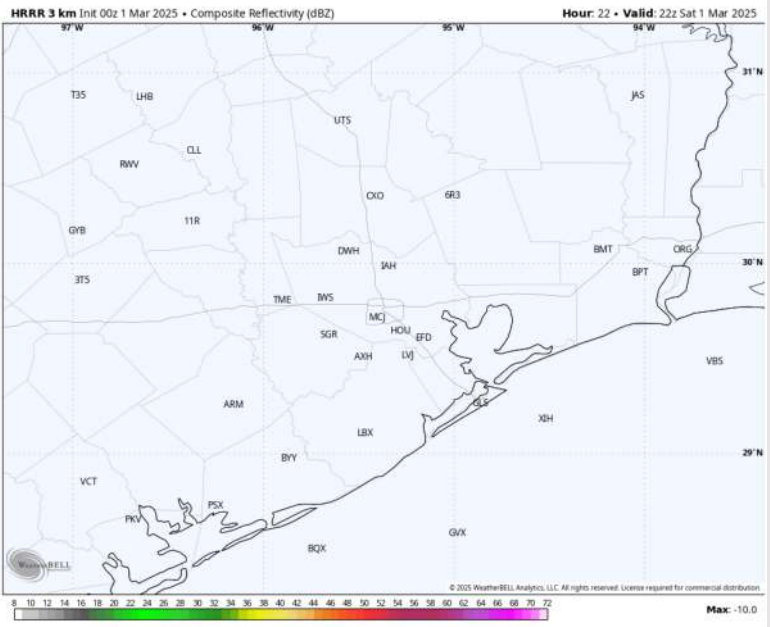 HRRR 3 km Init 00z 1 Mar 2025 • Composite Reflectivity (dBZ) Hour: 22 • Valid: 22z Sat 1 Mar 2025
97°W 96°W 95°W 94°W
31°N
T35 LHB JAS
UTS
CLL
RWV
CXO 6R3
11R
GYB
DWH BMT ORG
IAH 30°N
3T5 BPT
TME IWS
MCJ
SGR HOU
EFD
AXH LVJ VBS
ARM GLS
XIH
LBX
BYY 29°N
VCT
PSX
PKV
GVX
BQX
WEATHERBELL
© 2025 WeatherBELL Analytics, LLC. All rights reserved. License required for commercial distribution.
8 10 12 14 16 18 20 22 24 26 28 30 32 34 36 38 40 42 44 46 48 50 52 54 56 58 60 62 64 66 68 70 72
Max: -10.0